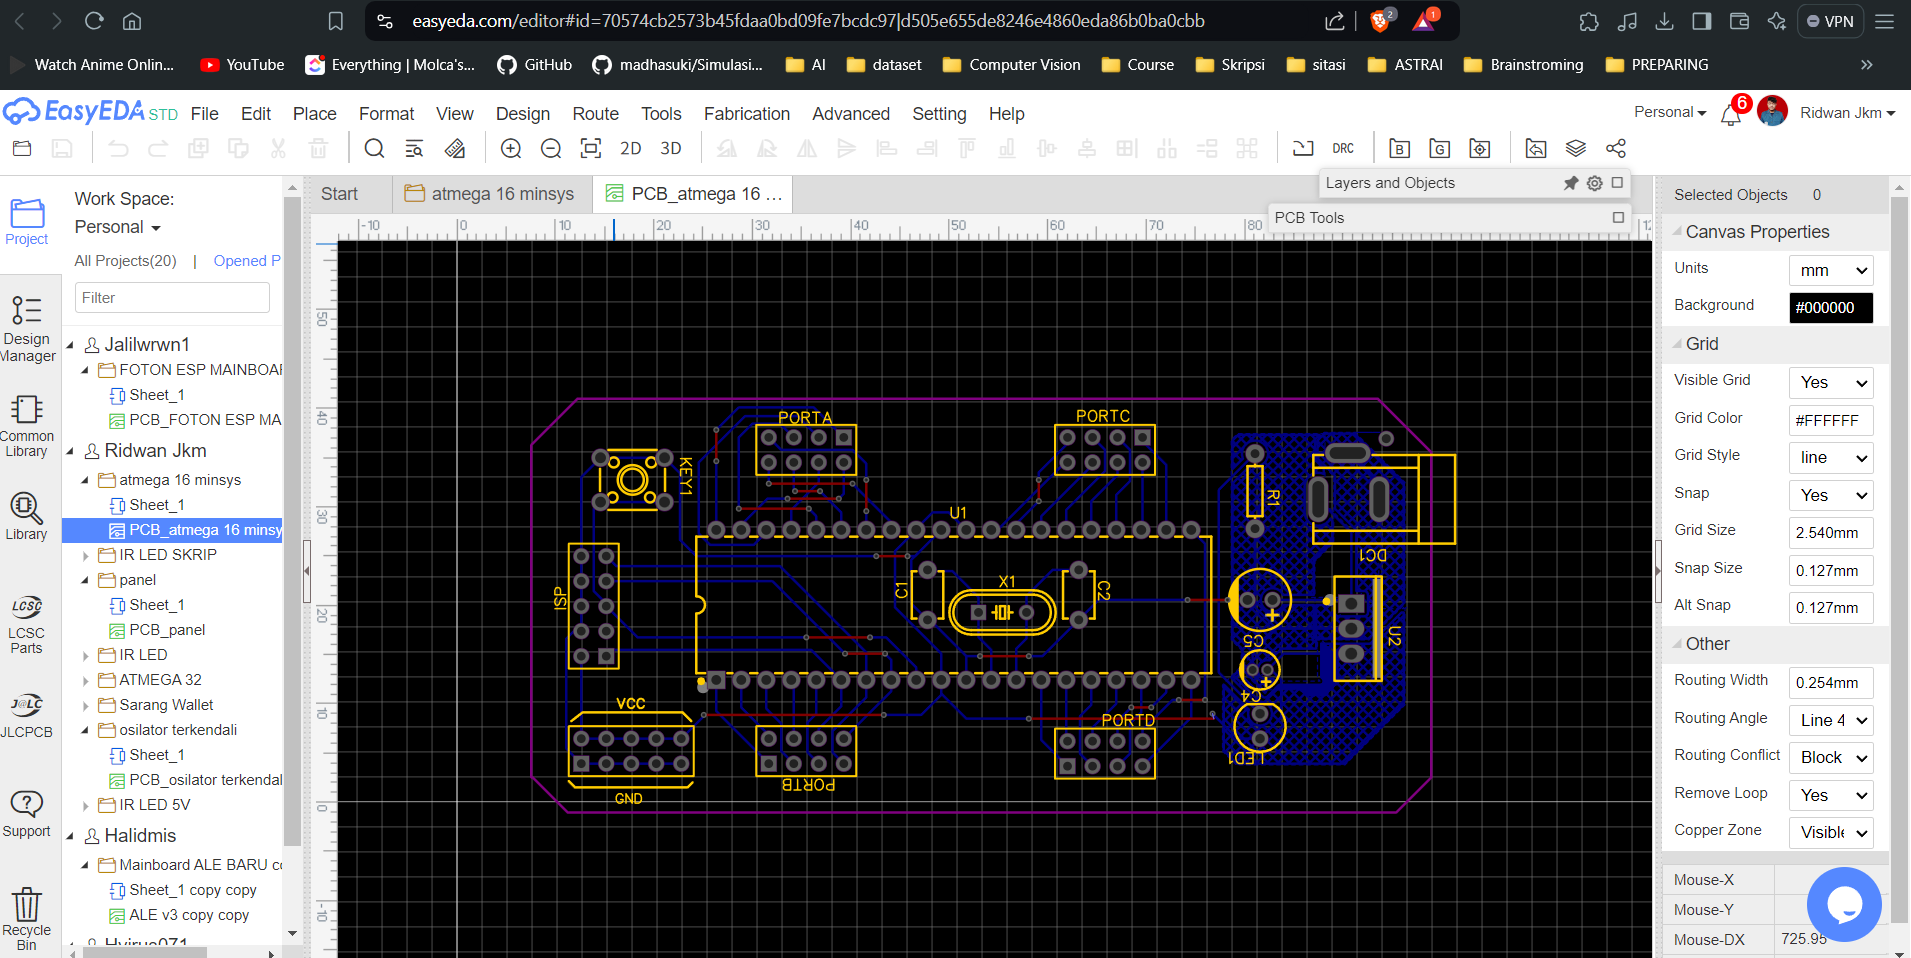 easyeda.com/editor#id=70574cb2573b45fdaa0bd09fe7bcdc97|d505e655de8246e4860eda86b0ba0cbb
2
1
VPN
Watch Anime Onlin...
YouTube
Everything | Molca's...
GitHub
madhasuki/Simulasi...
AI
dataset
Computer Vision
Course
Skripsi
sitasi
ASTRAI
Brainstroming
PREPARING
EasyEDA STD
File Edit Place Format View Design Route Tools Fabrication Advanced Setting Help
Personal
6
Ridwan Jkm
2D 3D
DRC
B
G
Work Space:
Personal
All Projects(20) | Opened P
Filter
Project
Design
Manager
Common
Library
Library
LCSC
LCSC
Parts
J@LC
JLCPCB
Support
Recycle
Bin
Jalilwrwn1
FOTON ESP MAINBOAR
Sheet_1
PCB_FOTON ESP MA
Ridwan Jkm
atmega 16 minsys
Sheet_1
PCB_atmega 16 minsy
IR LED SKRIP
panel
Sheet_1
PCB_panel
IR LED
ATMEGA 32
Sarang Wallet
osilator terkendali
Sheet_1
PCB_osilator terkendal
IR LED 5V
Halidmis
Mainboard ALE BARU co
Sheet_1 copy copy
ALE v3 copy copy
Start
atmega 16 minsys
PCB_atmega 16 ...
Layers and Objects
PCB Tools
-10 0 10 20 30 40 50 60 70 80
50
40
30
20
10
0
-10
PORTA
PORTC
KEY1
U1
R1
DC1
ISP
C1
X1
C2
C5
U2
C4
VCC
GND
PORTB
PORTD
LED1
Selected Objects 0
Canvas Properties
Units mm
Background #000000
Grid
Visible Grid Yes
Grid Color #FFFFFF
Grid Style line
Snap Yes
Grid Size 2.540mm
Snap Size 0.127mm
Alt Snap 0.127mm
Other
Routing Width 0.254mm
Routing Angle Line 4
Routing Conflict Block
Remove Loop Yes
Copper Zone Visible
Mouse-X
Mouse-Y
Mouse-DX 725.95